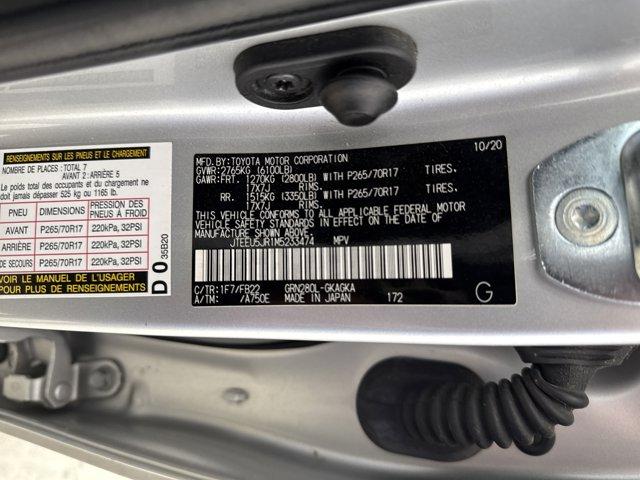 RENSEIGNEMENTS SUR LES PNEUS ET LE CHARGEMENT
NOMBRE DE PLACES : TOTAL 7
AVANT 2 : ARRIÈRE 5
Le poids total des occupants et du chargement ne
doit jamais dépasser 525 kg ou 1165 lb.
PNEU DIMENSIONS PRESSION DES PNEUS À FROID
AVANT P265/70R17 220kPa, 32PSI
ARRIÈRE P265/70R17 220kPa, 32PSI
DE SECOURS P265/70R17 220kPa, 32PSI
VOIR LE MANUEL DE L'USAGER
POUR PLUS DE RENSEIGNEMENTS
D 0 35B20
MFD.BY:TOYOTA MOTOR CORPORATION 10/20
GVWR:2765KG (6100LB)
GAWR:FRT. 1270KG (2800LB) WITH P265/70R17 TIRES.
17X7J RIMS.
RR. 1515KG (3350LB) WITH P265/70R17 TIRES.
17X7J RIMS.
THIS VEHICLE CONFORMS TO ALL APPLICABLE FEDERAL MOTOR
VEHICLE SAFETY STANDARDS IN EFFECT ON THE DATE OF
MANUFACTURE SHOWN ABOVE.
JTEEU5JR1M5233474 MPV
C/TR:1F7/FB22 GRN280L-GKAGKA
A/TM: /A750E MADE IN JAPAN 172 G